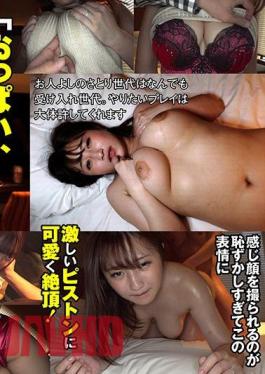 「おっぱい、
お人よしのさとり世代はなんでも
受け入れ世代。やりたいプレイは
大体許してくれます
「感じ顔を撮られるのが
恥ずかしすぎてこの
表情に
激しいピストンに
可愛く絶頂！